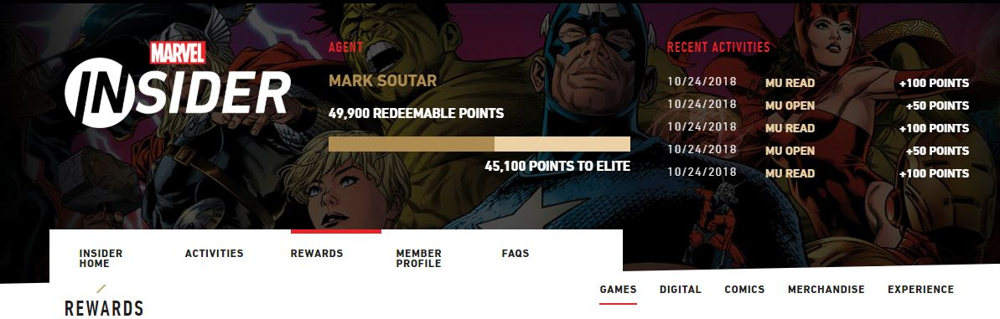 MARVEL
INSIDER
AGENT
MARK SOUTAR
49,900 REDEEMABLE POINTS
45,100 POINTS TO ELITE
RECENT ACTIVITIES
10/24/2018 MU READ +100 POINTS
10/24/2018 MU OPEN +50 POINTS
10/24/2018 MU READ +100 POINTS
10/24/2018 MU OPEN +50 POINTS
10/24/2018 MU READ +100 POINTS
INSIDER HOME
ACTIVITIES
REWARDS
MEMBER PROFILE
FAQS
REWARDS
GAMES DIGITAL COMICS MERCHANDISE EXPERIENCE